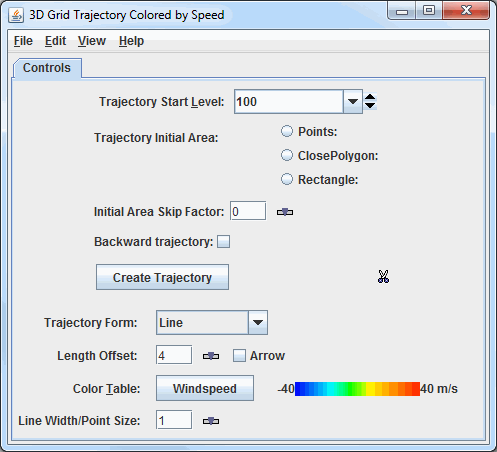 3D Grid Trajectory Colored by Speed
File Edit View Help
Controls
Trajectory Start Level: 100
Trajectory Initial Area: Points:
ClosePolygon:
Rectangle:
Initial Area Skip Factor: 0
Backward trajectory:
Create Trajectory
Trajectory Form: Line
Length Offset: 4 Arrow
Color Table: Windspeed -40 40 m/s
Line Width/Point Size: 1